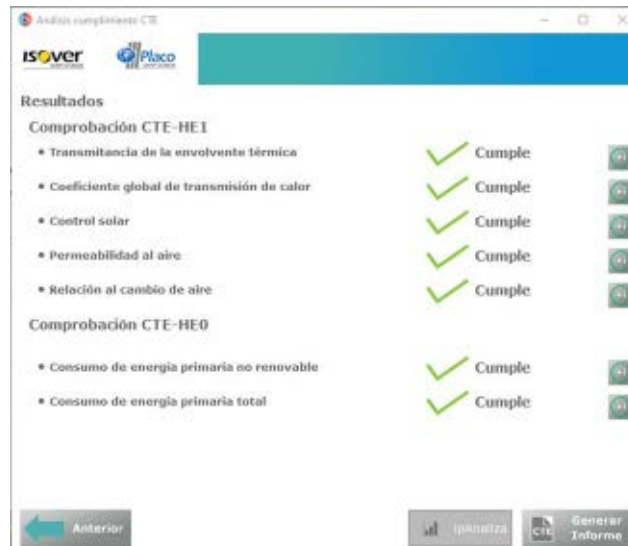 Análisis cumplimiento CTE
isover
Placo
Resultados
Comprobación CTE-HE1
• Transmitancia de la envolvente térmica Cumple
• Coeficiente global de transmisión de calor Cumple
• Control solar Cumple
• Permeabilidad al aire Cumple
• Relación al cambio de aire Cumple
Comprobación CTE-HE0
• Consumo de energía primaria no renovable Cumple
• Consumo de energía primaria total Cumple
Anterior
ipAnaliza
CTE
Generar
Informe